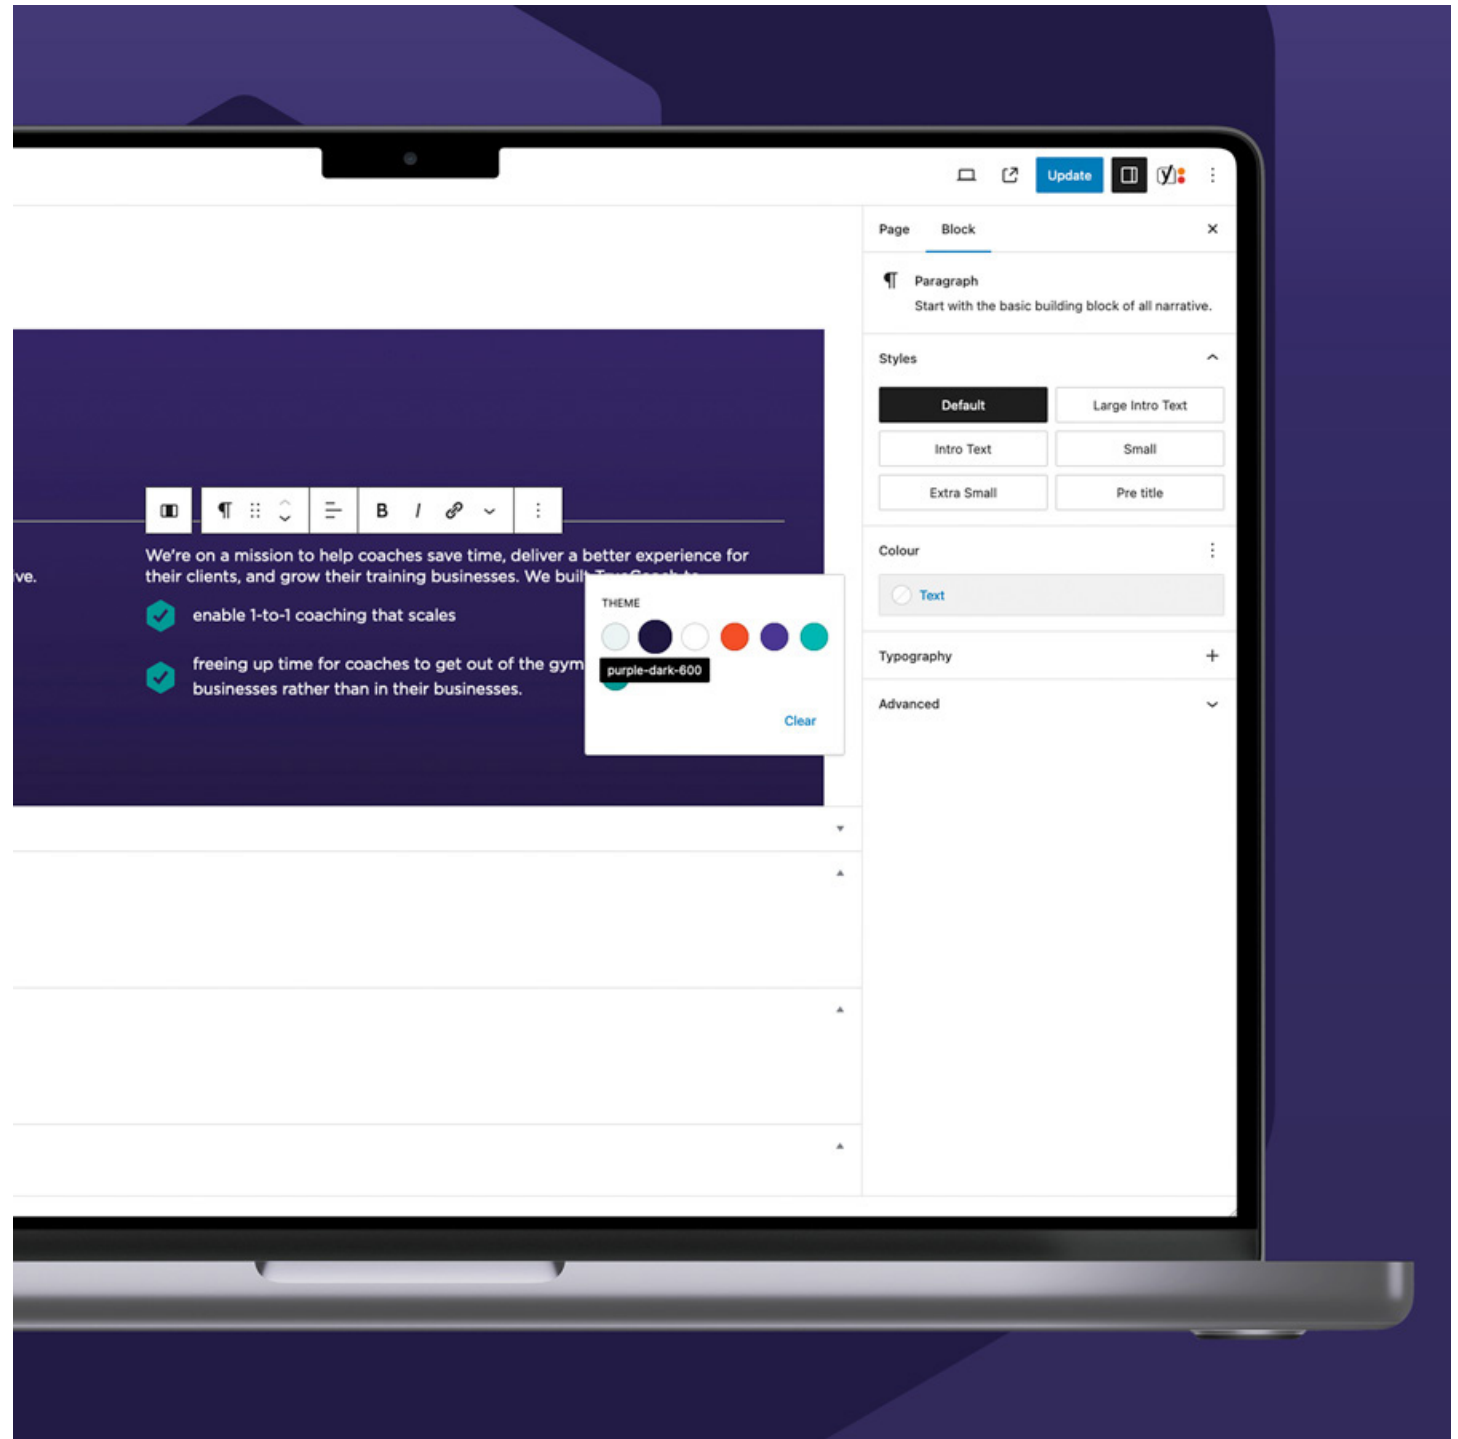 Update
Page Block
Paragraph
Start with the basic building block of all narrative.
Styles
Default
Large Intro Text
Intro Text
Small
Extra Small
Pre title
Colour
Text
Typography
Advanced
B I
ve.
We're on a mission to help coaches save time, deliver a better experience for
their clients, and grow their training businesses. We built TrueCoach to
enable 1-to-1 coaching that scales
freeing up time for coaches to get out of the gym
businesses rather than in their businesses.
THEME
purple-dark-600
Clear